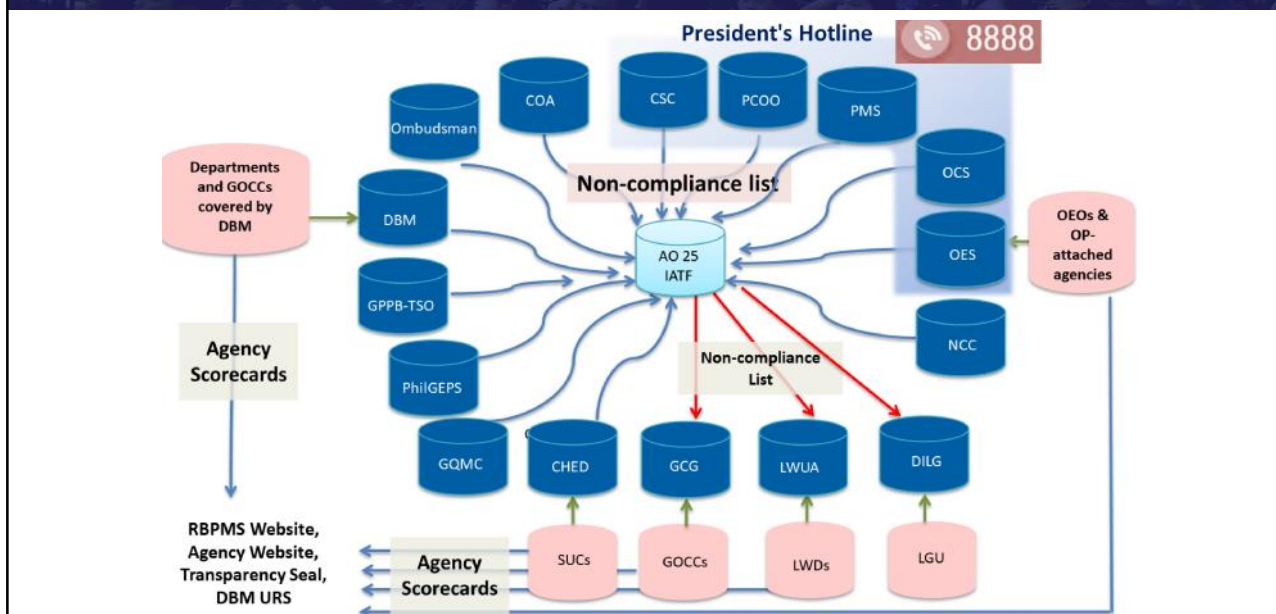 President's Hotline
8888
COA
CSC
PCOO
PMS
Ombudsman
OCS
Departments
and GOCCs
covered by
DBM
Non-compliance list
DBM
AO 25
IATF
OES
OEOs &
OP-
attached
agencies
GPPB-TSO
NCC
Agency
Scorecards
Non-compliance
List
PhilGEPS
GQMC
CHED
GCG
LWUA
DILG
RBPMS Website,
Agency Website,
Transparency Seal,
DBM URS
Agency
Scorecards
SUCs
GOCCs
LWDs
LGU